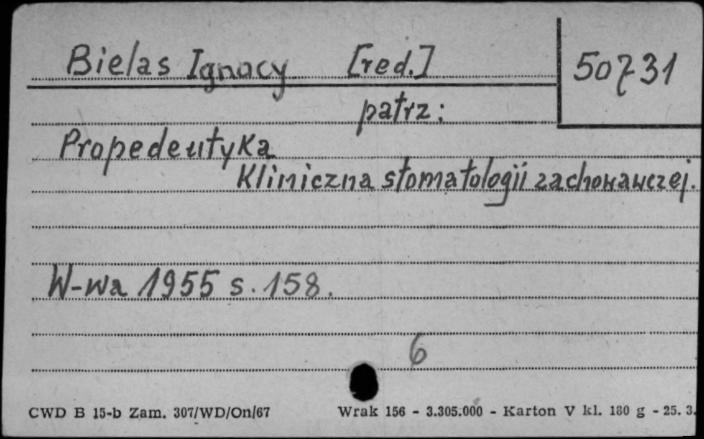 Bielas Ignacy [red.] 50731
patrz:
Propedeutyka
Kliniczna stomatologii zachowawczej.
W-wa 1955 s. 158.
6
CWD B 15-b Zam. 307/WD/On/67 Wrak 156 - 3.305.000 - Karton V kl. 180 g - 25. 3.